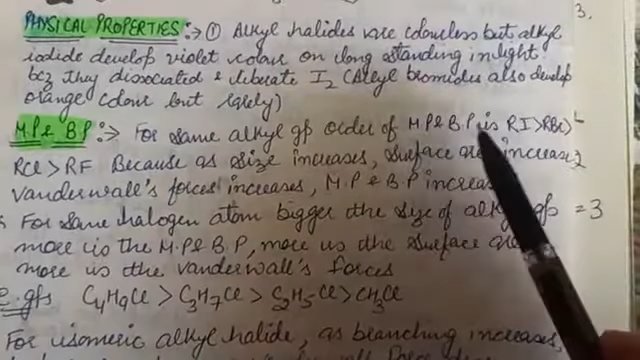 3.
PHYSICAL PROPERTIES :→ ① Alkyl halides are colourless but alkyl
iodide develop violet colour on long standing in light
bcz they dissociated & liberate I2 (Alkyl bromides also develop
orange colour but rarely)
M.P & B.P :→ For same alkyl gp order of M.P & B.P is RI > RBr >
RCl > RF Because as size increases, surface area increases
vanderwall's forces increases, M.P & B.P increases
For same halogen atom bigger the size of alkyl gps = 3
more is the M.P & B.P, more is the surface area
more is the vanderwall's forces
e.gfs C4H9Cl > C3H7Cl > C2H5Cl > CH3Cl
For isomeric alkyl halide, as branching increases,